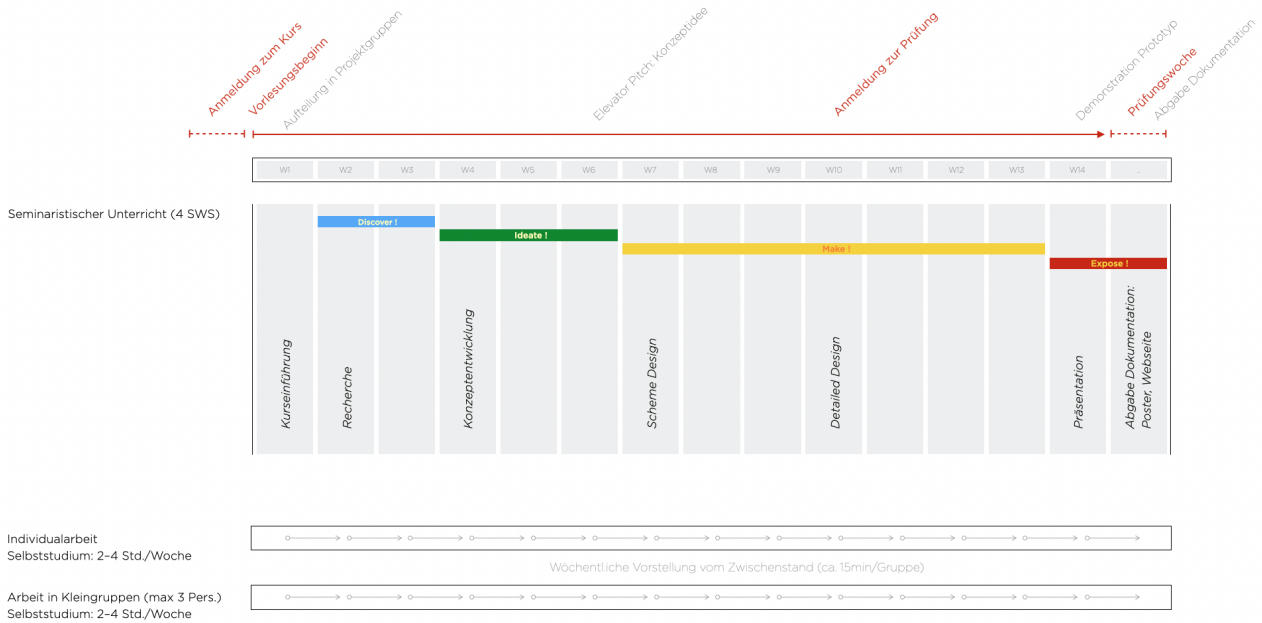 Anmeldung zum Kurs
Vorlesungsbeginn
Aufteilung in Projektgruppen
Elevator Pitch: Konzeptidee
Anmeldung zur Prüfung
Demonstration Prototyp
Prüfungswoche
Abgabe Dokumentation
W1 W2 W3 W4 W5 W6 W7 W8 W9 W10 W11 W12 W13 W14 .
Seminaristischer Unterricht (4 SWS)
Discover !
Ideate !
Make !
Expose !
Kurseinführung
Recherche
Konzeptentwicklung
Scheme Design
Detailed Design
Präsentation
Abgabe Dokumentation:
Poster, Webseite
Individualarbeit
Selbststudium: 2–4 Std./Woche
Wöchentliche Vorstellung vom Zwischenstand (ca. 15min/Gruppe)
Arbeit in Kleingruppen (max 3 Pers.)
Selbststudium: 2–4 Std./Woche